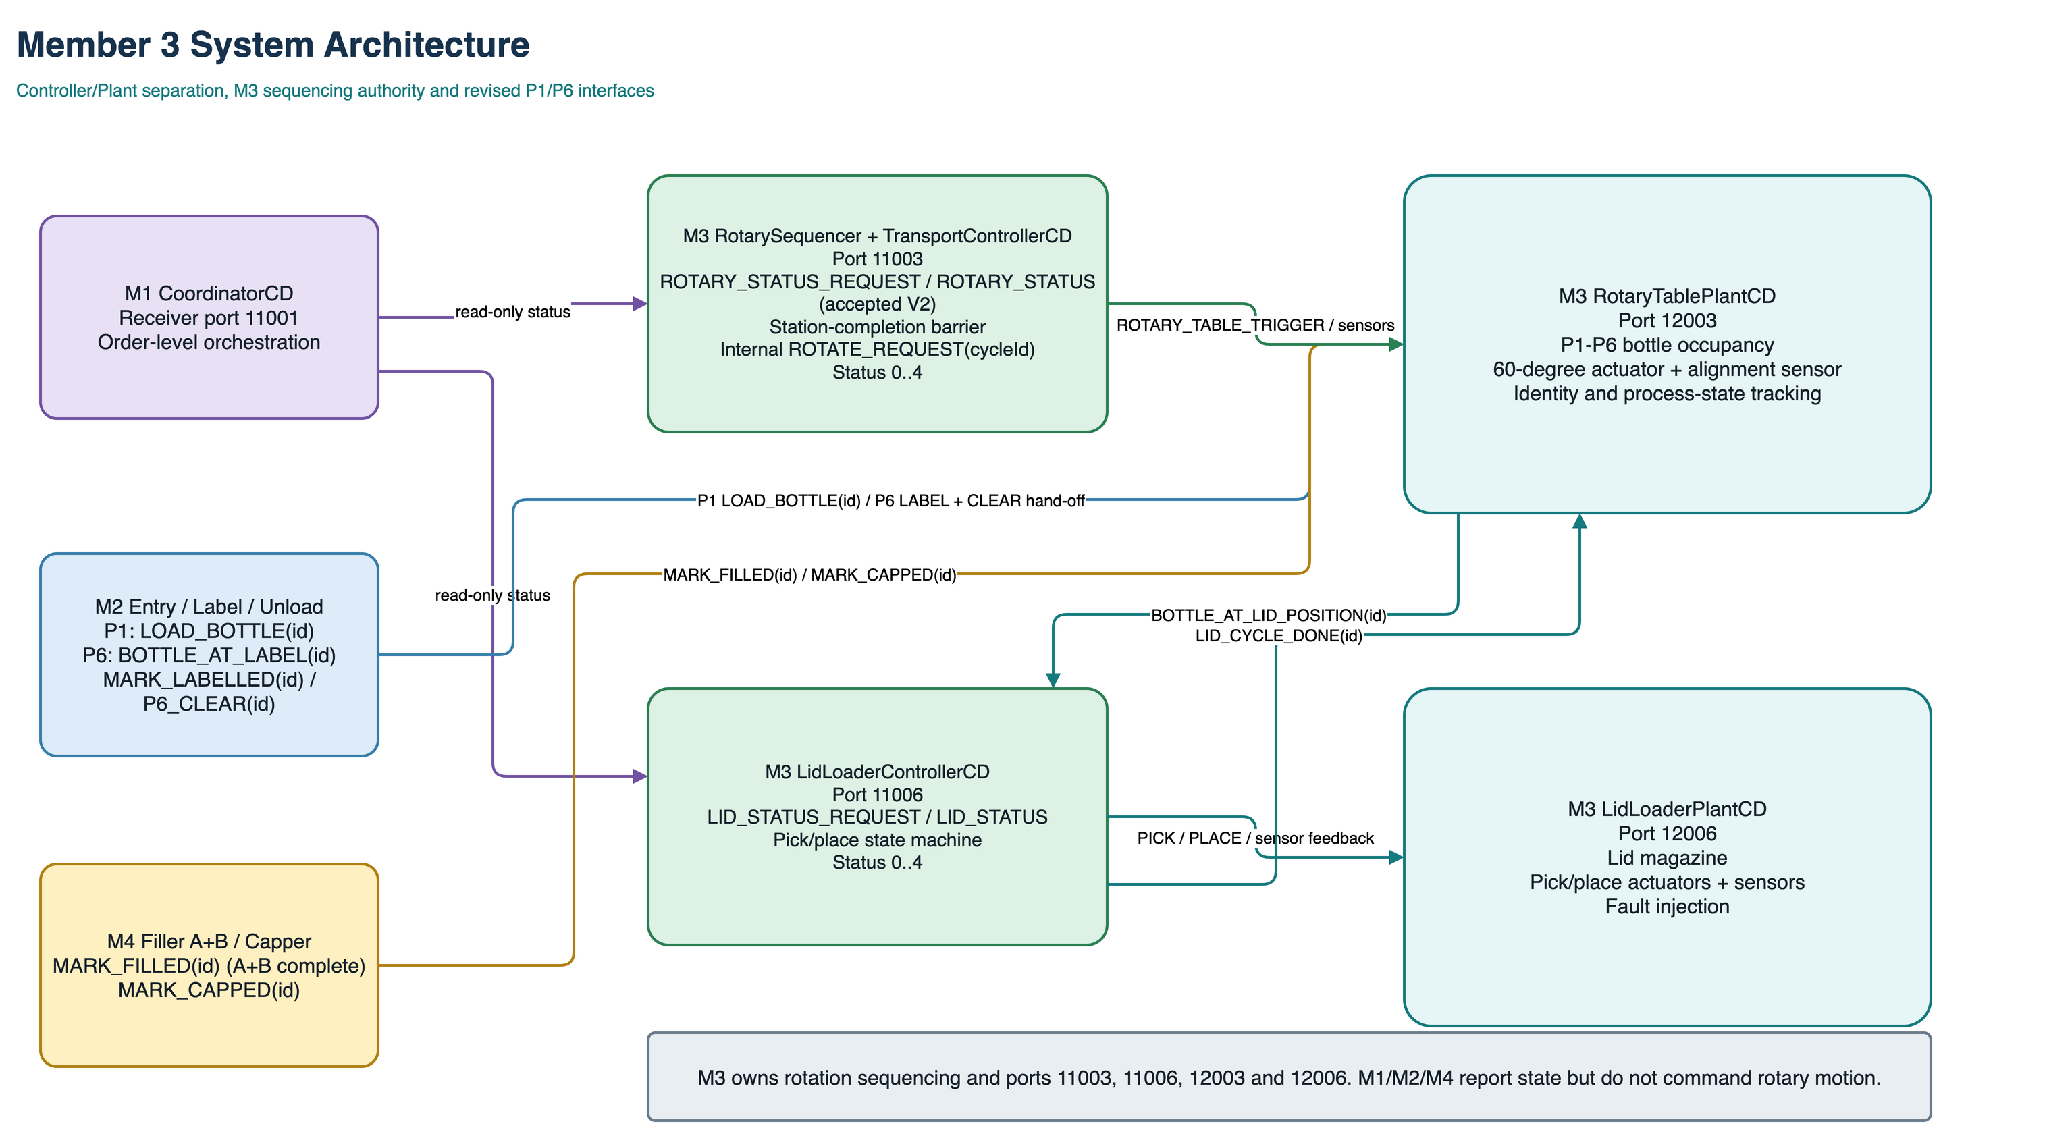 Member 3 System Architecture
Controller/Plant separation, M3 sequencing authority and revised P1/P6 interfaces
M1 CoordinatorCD
Receiver port 11001
Order-level orchestration
read-only status
M3 RotarySequencer + TransportControllerCD
Port 11003
ROTARY_STATUS_REQUEST / ROTARY_STATUS
(accepted V2)
Station-completion barrier
Internal ROTATE_REQUEST(cycleId)
Status 0..4
ROTARY_TABLE_TRIGGER / sensors
M3 RotaryTablePlantCD
Port 12003
P1-P6 bottle occupancy
60-degree actuator + alignment sensor
Identity and process-state tracking
P1 LOAD_BOTTLE(id) / P6 LABEL + CLEAR hand-off
MARK_FILLED(id) / MARK_CAPPED(id)
read-only status
M2 Entry / Label / Unload
P1: LOAD_BOTTLE(id)
P6: BOTTLE_AT_LABEL(id)
MARK_LABELLED(id) /
P6_CLEAR(id)
BOTTLE_AT_LID_POSITION(id)
LID_CYCLE_DONE(id)
M3 LidLoaderControllerCD
Port 11006
LID_STATUS_REQUEST / LID_STATUS
Pick/place state machine
Status 0..4
PICK / PLACE / sensor feedback
M3 LidLoaderPlantCD
Port 12006
Lid magazine
Pick/place actuators + sensors
Fault injection
M4 Filler A+B / Capper
MARK_FILLED(id) (A+B complete)
MARK_CAPPED(id)
M3 owns rotation sequencing and ports 11003, 11006, 12003 and 12006. M1/M2/M4 report state but do not command rotary motion.